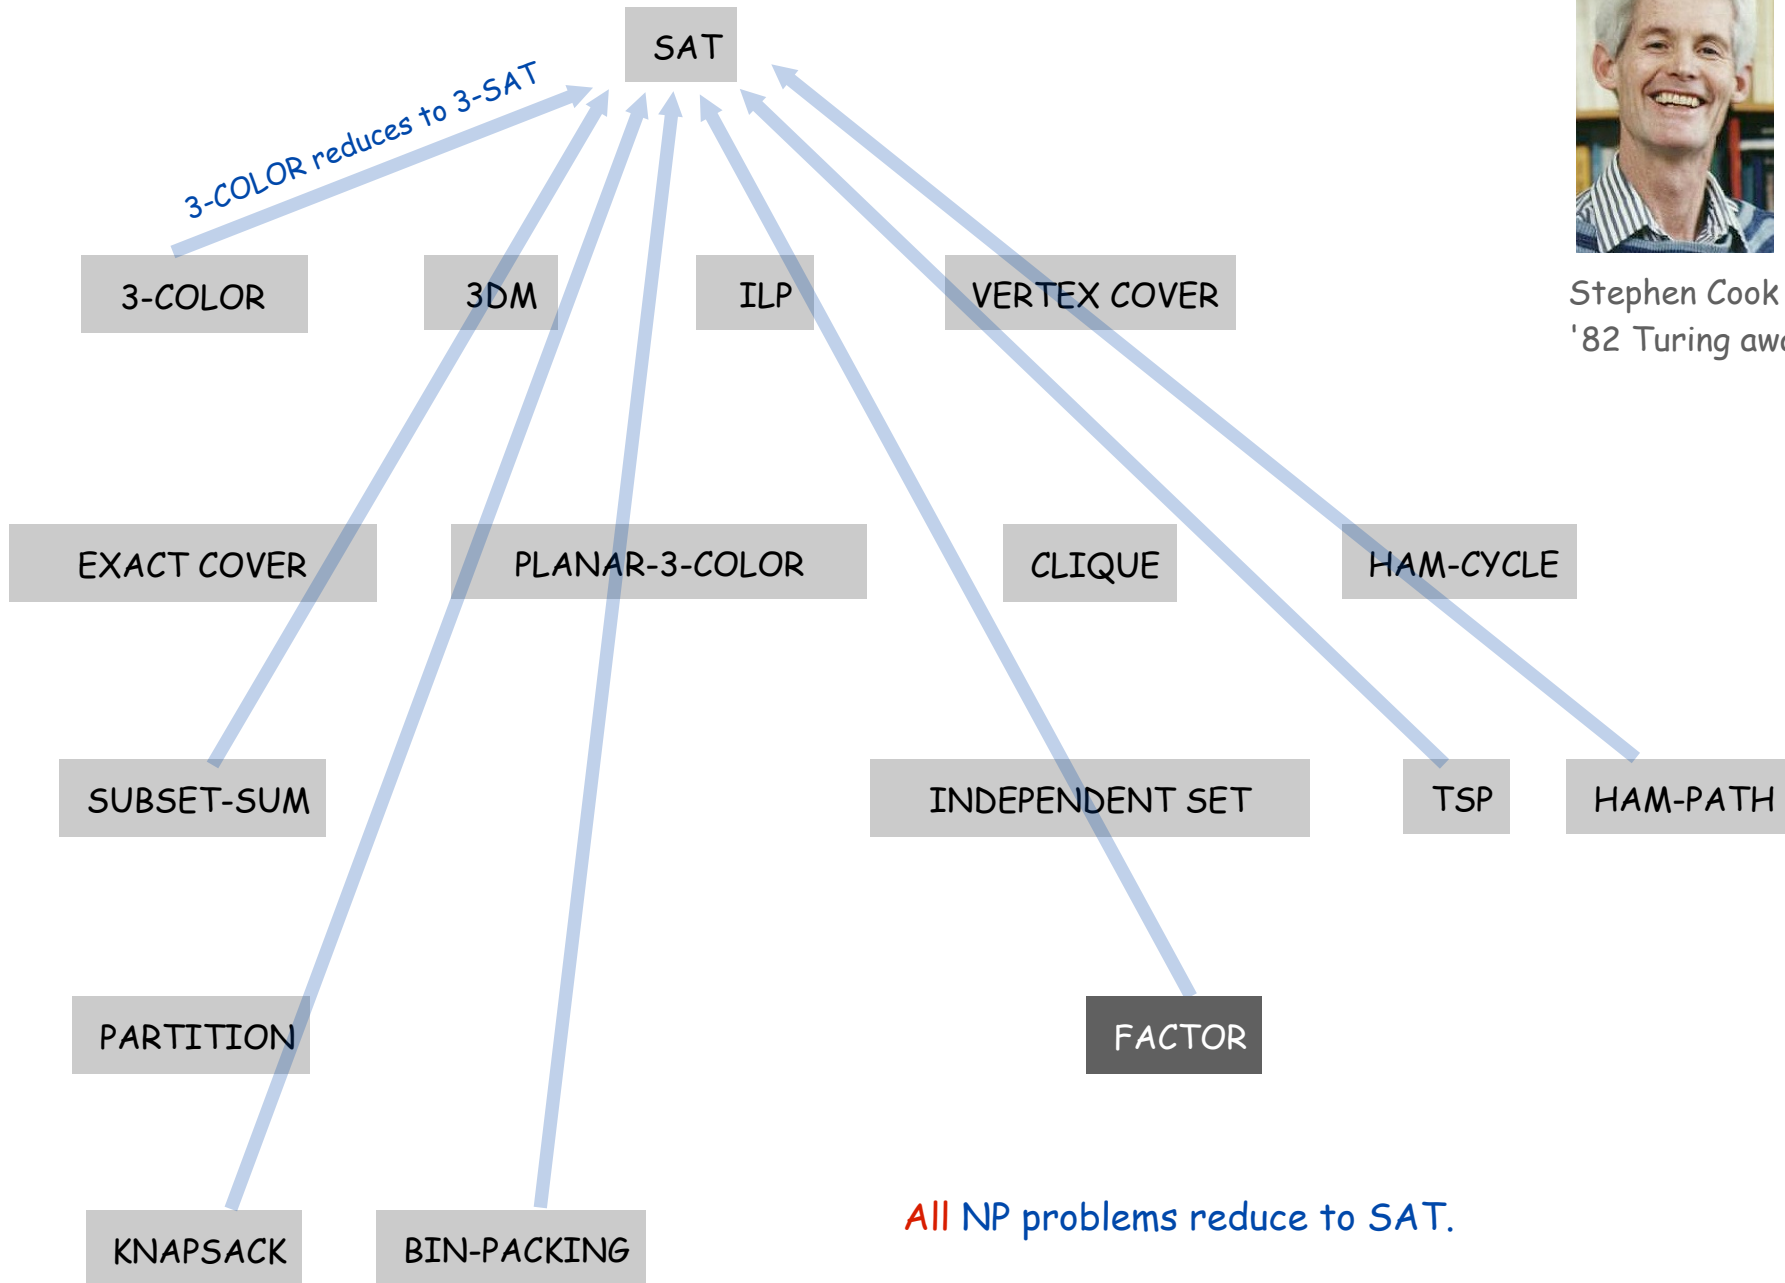 SAT
3-COLOR reduces to 3-SAT
3-COLOR
3DM
ILP
VERTEX COVER
Stephen Cook
'82 Turing
EXACT COVER
PLANAR-3-COLOR
CLIQUE
HAM-CYCLE
SUBSET-SUM
INDEPENDENT SET
TSP
HAM-PATH
PARTITION
FACTOR
All NP problems reduce to SAT.
KNAPSACK
BIN-PACKING